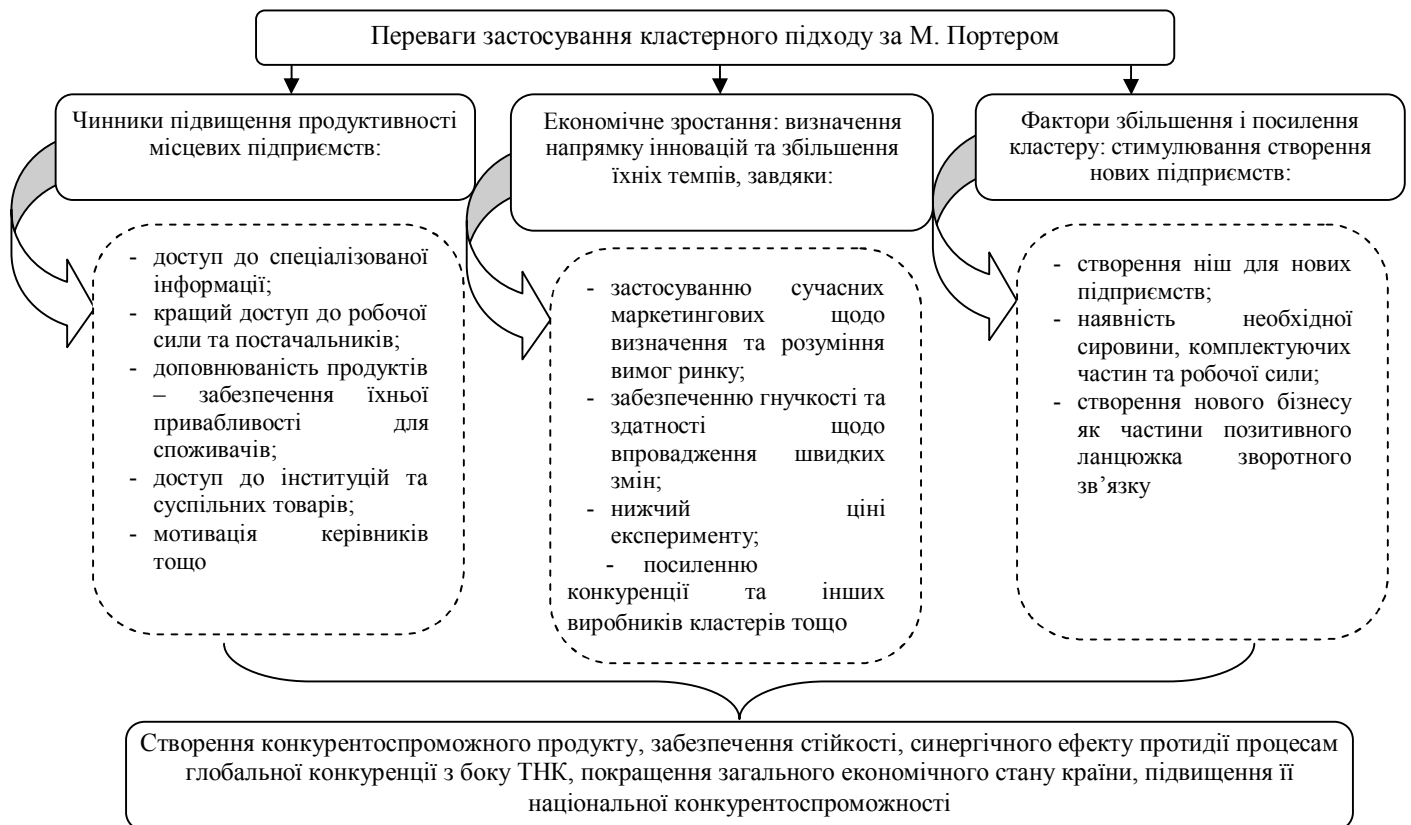 Переваги застосування кластерного підходу за М. Портером
Чинники підвищення продуктивності
місцевих підприємств:
- доступ до спеціалізованої
інформації;
- кращий доступ до робочої
сили та постачальників;
- доповнюваність продуктів
– забезпечення їхньої
привабливості для
споживачів;
- доступ до інституцій та
суспільних товарів;
- мотивація керівників
тощо
Економічне зростання: визначення
напрямку інновацій та збільшення
їхніх темпів, завдяки:
- застосуванню сучасних
маркетингових щодо
визначення та розуміння
вимог ринку;
- забезпеченню гнучкості та
здатності щодо
впровадження швидких
змін;
- нижчий ціні
експерименту;
- посиленню
конкуренції та інших
виробників кластерів тощо
Фактори збільшення і посилення
кластеру: стимулювання створення
нових підприємств:
- створення ніш для нових
підприємств;
- наявність необхідної
сировини, комплектуючих
частин та робочої сили;
- створення нового бізнесу
як частини позитивного
ланцюжка зворотного
зв’язку
Створення конкурентоспроможного продукту, забезпечення стійкості, синергічного ефекту протидії процесам
глобальної конкуренції з боку ТНК, покращення загального економічного стану країни, підвищення її
національної конкурентоспроможності